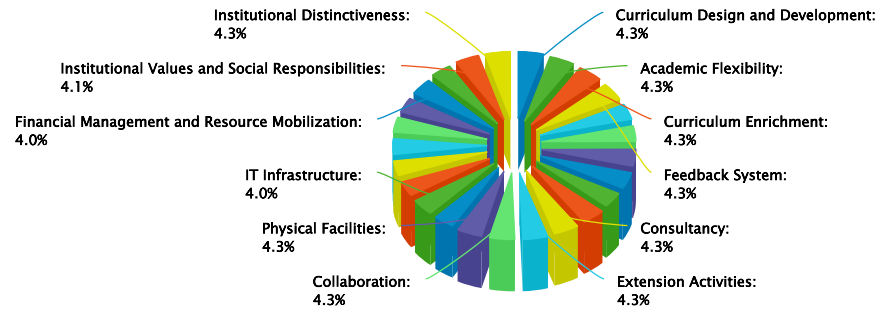 Institutional Distinctiveness:
4.3%
Curriculum Design and Development:
4.3%
Institutional Values and Social Responsibilities:
4.1%
Academic Flexibility:
4.3%
Financial Management and Resource Mobilization:
4.0%
Curriculum Enrichment:
4.3%
IT Infrastructure:
4.0%
Feedback System:
4.3%
Physical Facilities:
4.3%
Consultancy:
4.3%
Collaboration:
4.3%
Extension Activities:
4.3%